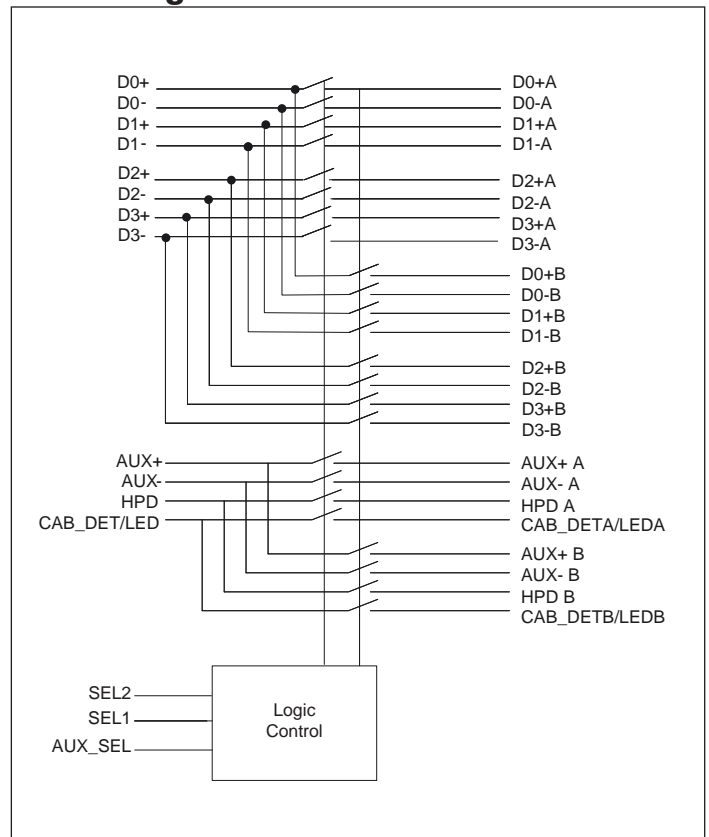 D0+ D0+A
D0- D0-A
D1+ D1+A
D1- D1-A
D2+ D2+A
D2- D2-A
D3+ D3+A
D3- D3-A
D0+B
D0-B
D1+B
D1-B
D2+B
D2-B
D3+B
D3-B
AUX+ AUX+ A
AUX- AUX- A
HPD HPD A
CAB_DET/LED CAB_DETA/LEDA
AUX+ B
AUX- B
HPD B
CAB_DETB/LEDB
SEL2
SEL1
AUX_SEL
Logic
Control